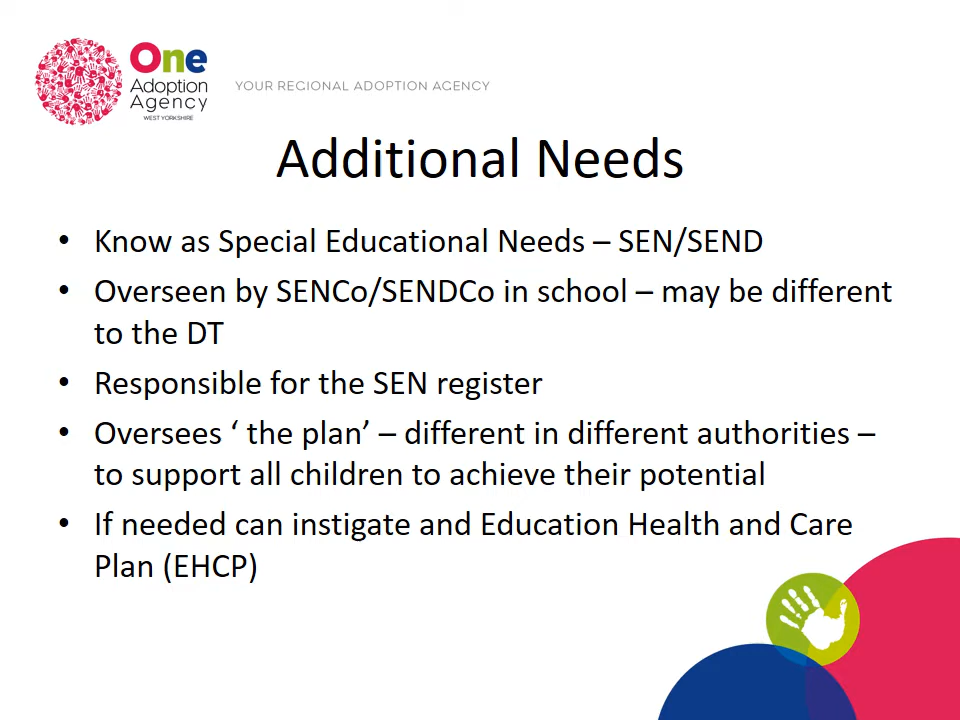 One
Adoption
Agency
WEST YORKSHIRE
YOUR REGIONAL ADOPTION AGENCY
Additional Needs
• Know as Special Educational Needs – SEN/SEND
• Overseen by SENCo/SENDCo in school – may be different
to the DT
• Responsible for the SEN register
• Oversees ‘ the plan’ – different in different authorities –
to support all children to achieve their potential
• If needed can instigate and Education Health and Care
Plan (EHCP)